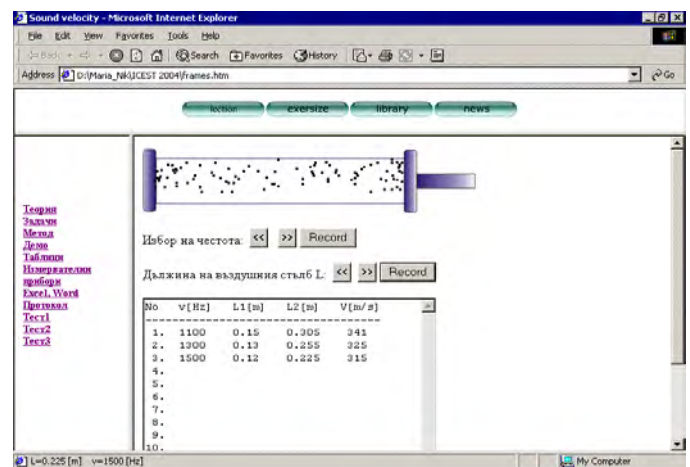 Sound velocity - Microsoft Internet Explorer
File Edit View Favorites Tools Help
Back Search Favorites History
Address D:\Maria_Nik\ICEST 2004\frames.htm Go
lection exersize library news
Теория
Задачи
Метод
Демо
Таблици
Измервателни
прибори
Excel, Word
Протокол
Тест1
Тест2
Тест3
Избор на честота: << >> Record
Дължина на въздушния стълб L: << >> Record
No ν[Hz] L1[m] L2[m] V[m/s]
1. 1100 0.15 0.305 341
2. 1300 0.13 0.255 325
3. 1500 0.12 0.225 315
4.
5.
6.
7.
8.
9.
10.
L=0.225 [m] ν=1500 [Hz] My Computer